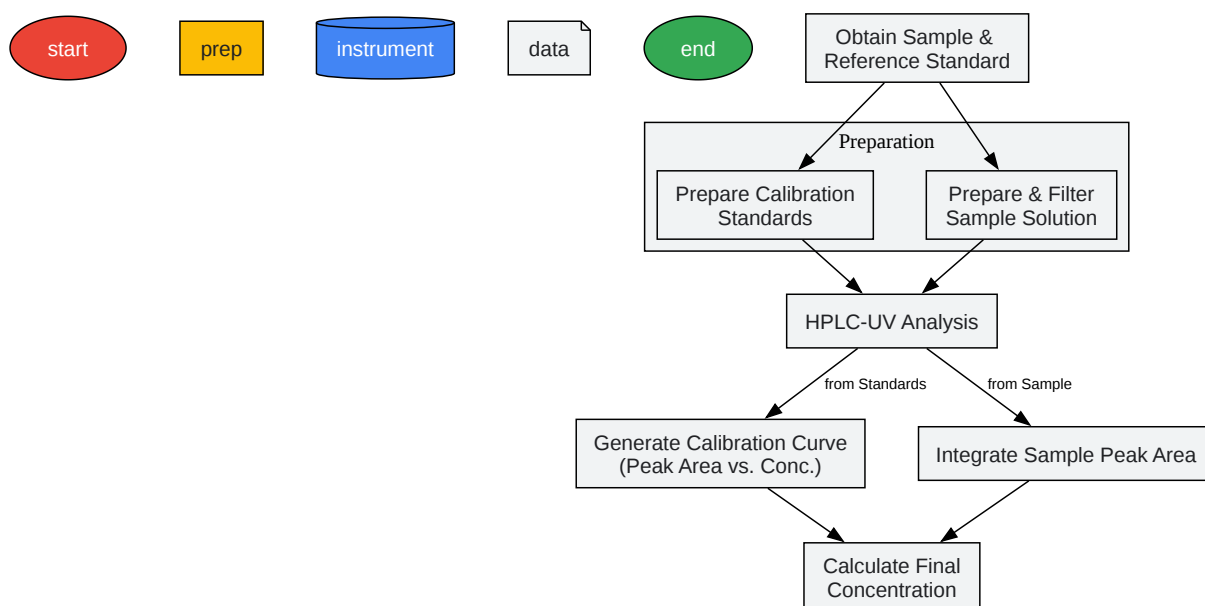 start
prep
instrument
data
end
Obtain Sample &
Reference Standard
Preparation
Prepare Calibration
Standards
Prepare & Filter
Sample Solution
HPLC-UV Analysis
from Standards
from Sample
Generate Calibration Curve
(Peak Area vs. Conc.)
Integrate Sample Peak Area
Calculate Final
Concentration